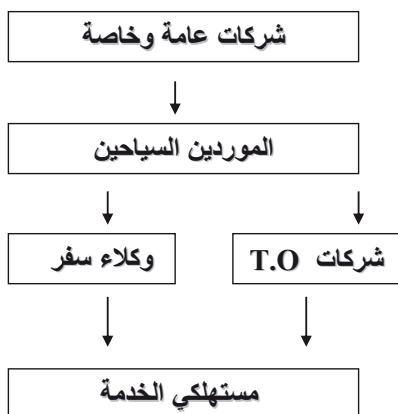 شركات عامة وخاصة
الموردين السياحين
شركات T.O
وكلاء سفر
مستهلكي الخدمة